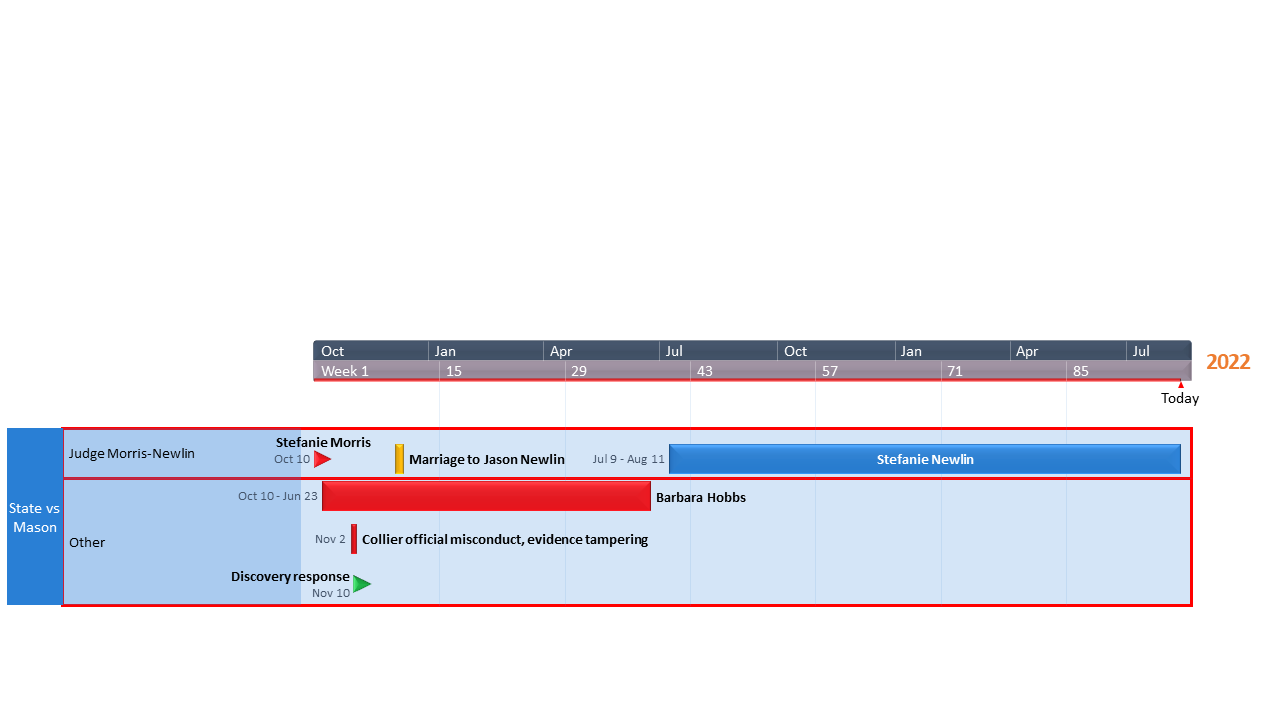 Oct Jan Apr Jul Oct Jan Apr Jul
2022
Week 1 15 29 43 57 71 85
Today
Stefanie Morris
Judge Morris-Newlin
Oct 10
Marriage to Jason Newlin
Jul 9 - Aug 11
Stefanie Newlin
Oct 10 - Jun 23
Barbara Hobbs
State vs
Mason
Other
Nov 2
Collier official misconduct, evidence tampering
Discovery response
Nov 10